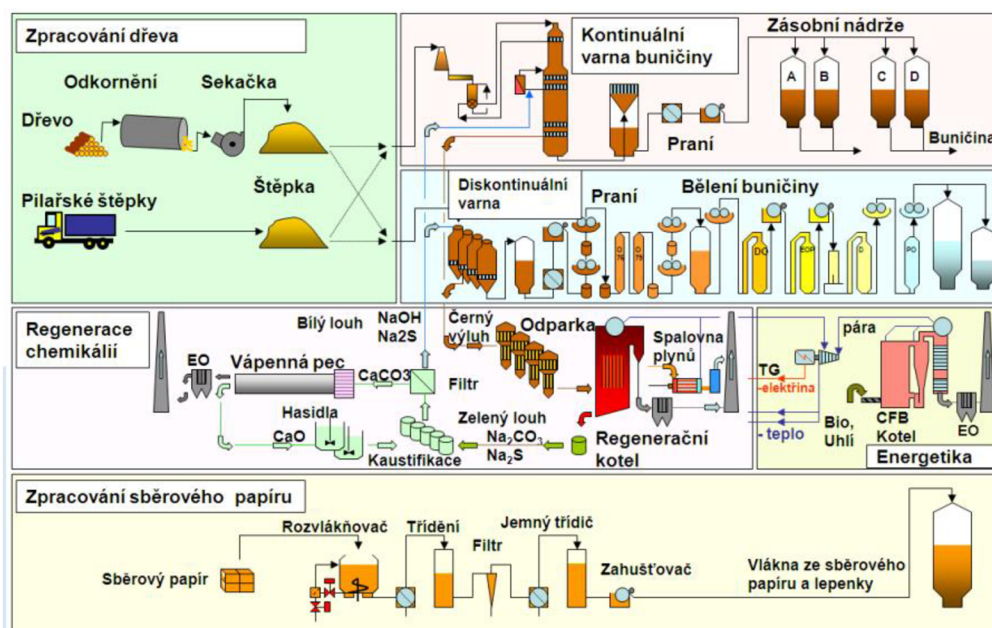 Zpracování dřeva
Odkornění
Sekačka
Dřevo
Štěpka
Pilařské štěpky
Kontinuální
varna buničiny
Zásobní nádrže
A
B
C
D
Praní
Buničina
Diskontinuální
varna
Praní
Bělení buničiny
DO
EOP
D
PO
Regenerace
chemikálií
Bílý louh
NaOH
Na2S
Černý
výluh
Odparka
Spalovna
plynů
EO
Vápenná pec
CaCO3
Filtr
Hasidla
CaO
Kaustifikace
Zelený louh
Na₂CO₃
Na₂S
Regenerační
kotel
pára
TG
-elektřina
- teplo
Bio,
Uhlí
CFB
Kotel
EO
Energetika
Zpracování sběrového papíru
Rozvlákňovač
Třídění
Filtr
Jemný třídič
Sběrový papír
Zahušťovač
Vlákna ze sběrového
papíru a lepenky